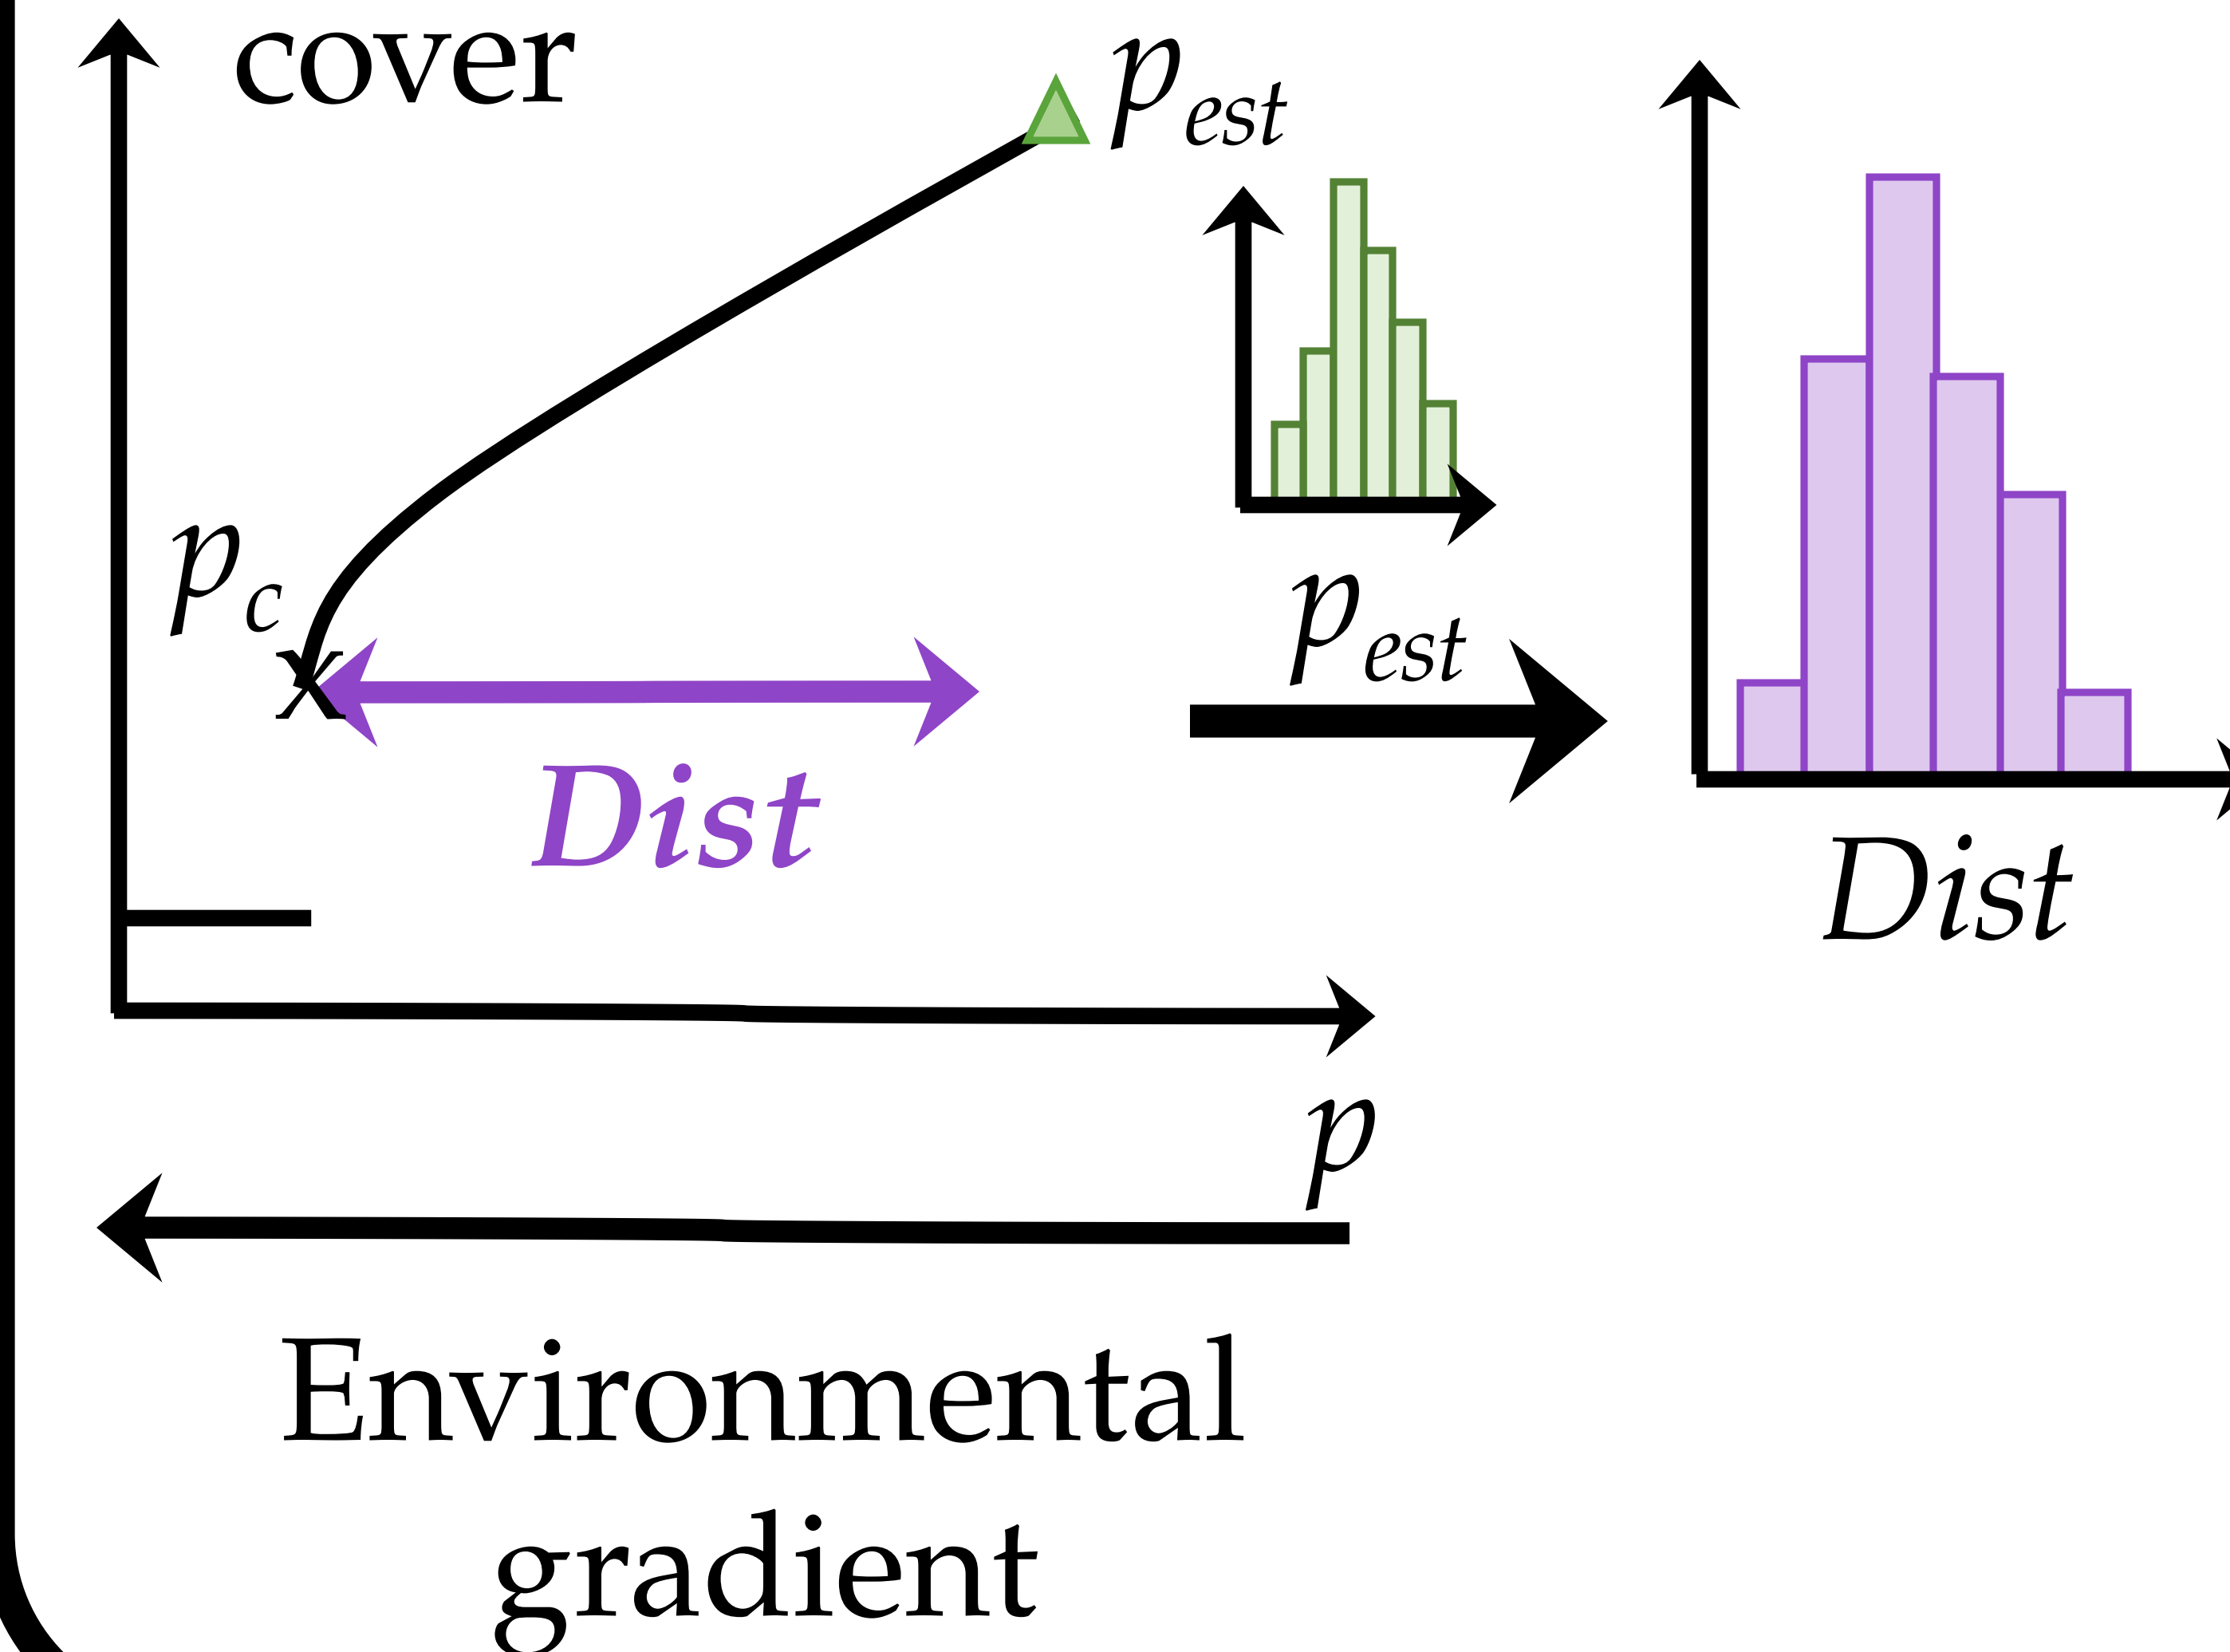 cover
p_est
p_c
x
p_est
Dist
Dist
p
Environmental
gradient